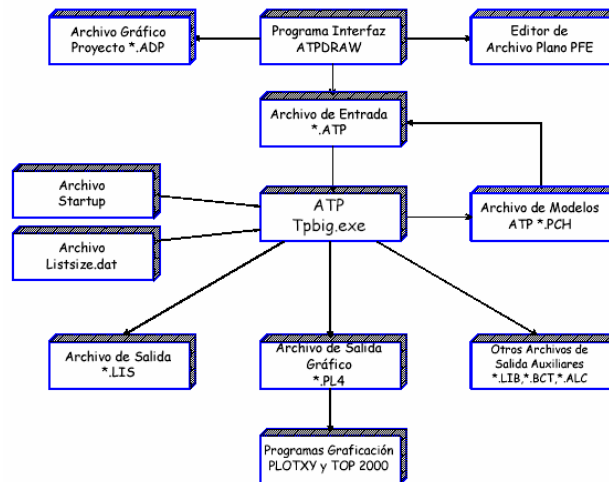 Archivo Gráfico
Proyecto *.ADP
Programa Interfaz
ATPDRAW
Editor de
Archivo Plano PFE
Archivo de Entrada
*.ATP
Archivo
Startup
ATP
Tpbig.exe
Archivo de Modelos
ATP *.PCH
Archivo
Listsize.dat
Archivo de Salida
*.LIS
Archivo de Salida
Gráfico
*.PL4
Otros Archivos de
Salida Auxiliares
*.LIB,*.BCT,*.ALC
Programas Graficación
PLOTXY y TOP 2000